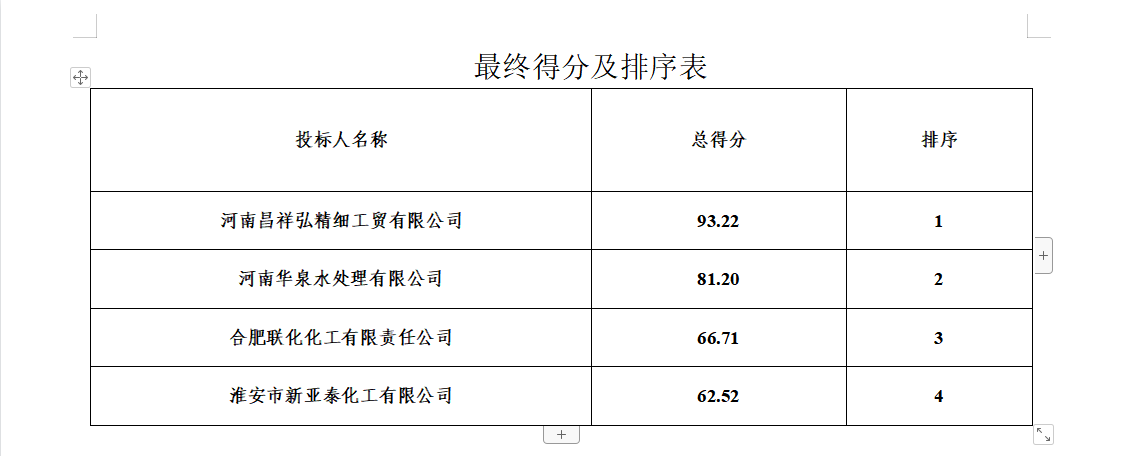 最终得分及排序表
投标人名称 总得分 排序
河南昌祥弘精细工贸有限公司 93.22 1
河南华泉水处理有限公司 81.20 2
合肥联化化工有限责任公司 66.71 3
淮安市新亚泰化工有限公司 62.52 4